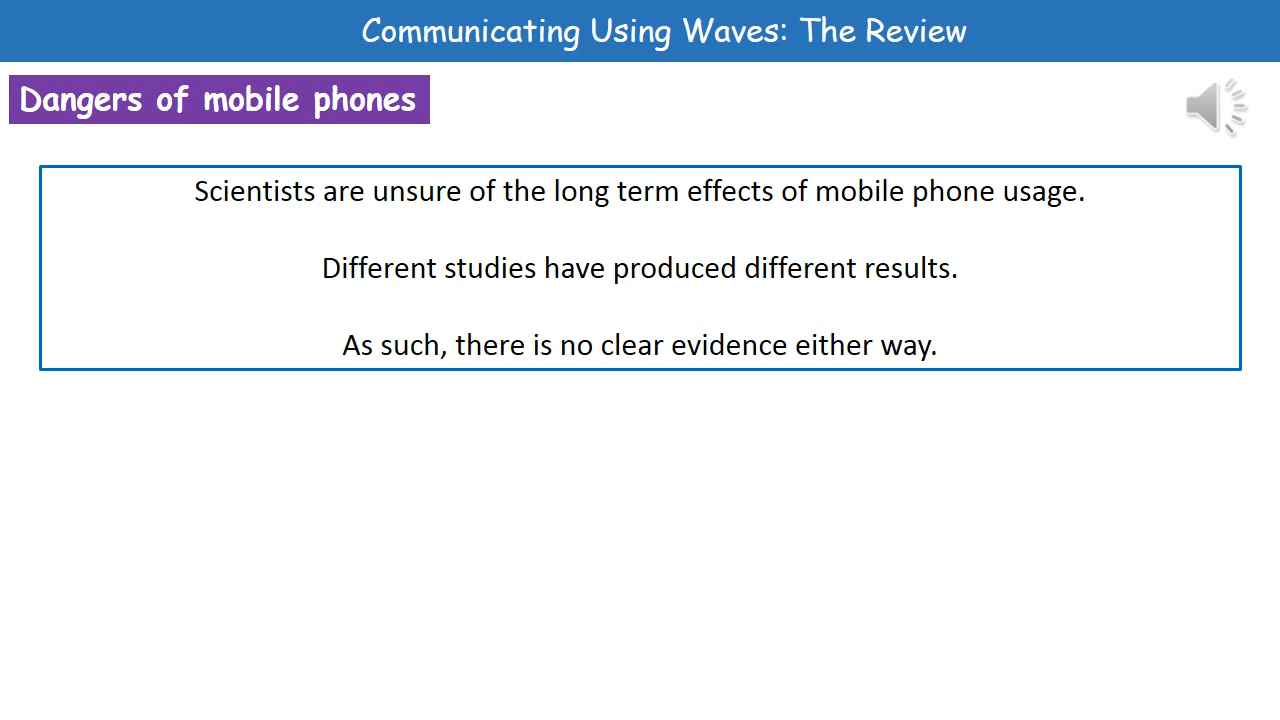 Communicating Using Waves: The Review
Dangers of mobile phones
Scientists are unsure of the long term effects of mobile phone usage.
Different studies have produced different results.
As such, there is no clear evidence either way.